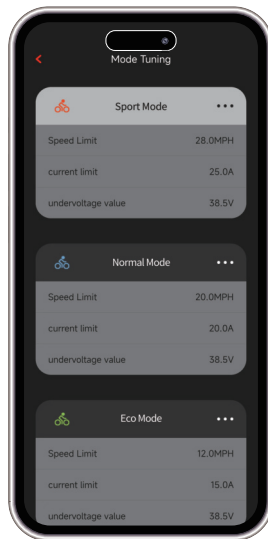 Mode Tuning
Sport Mode
Speed Limit 28.0MPH
current limit 25.0A
undervoltage value 38.5V
Normal Mode
Speed Limit 20.0MPH
current limit 20.0A
undervoltage value 38.5V
Eco Mode
Speed Limit 12.0MPH
current limit 15.0A
undervoltage value 38.5V